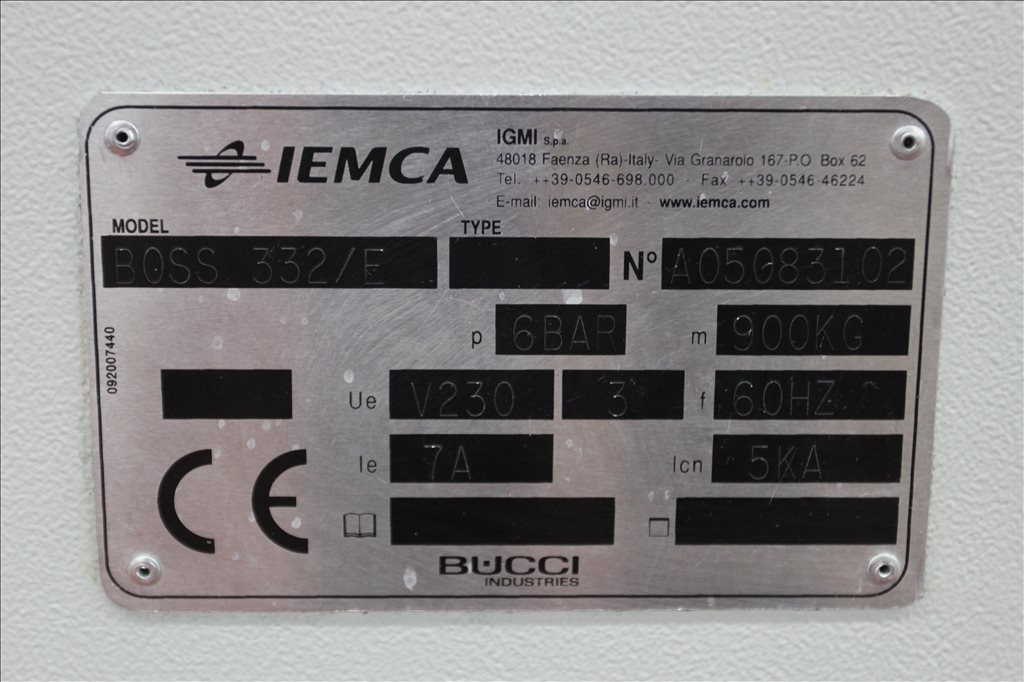 IEMCA
IGMI S.p.a.
48018 Faenza (Ra)-Italy- Via Granarolo 167-P.O Box 62
Tel. ++39-0546-698.000 - Fax ++39-0546-46224
E-mail: iemca@igmi.it - www.iemca.com
MODEL TYPE
BOSS 332/E N° A05083102
p 6BAR m 900KG
092007440
Ue V230 3 f 60HZ
Ie 7A Icn 5KA
CE
BUCCI
INDUSTRIES